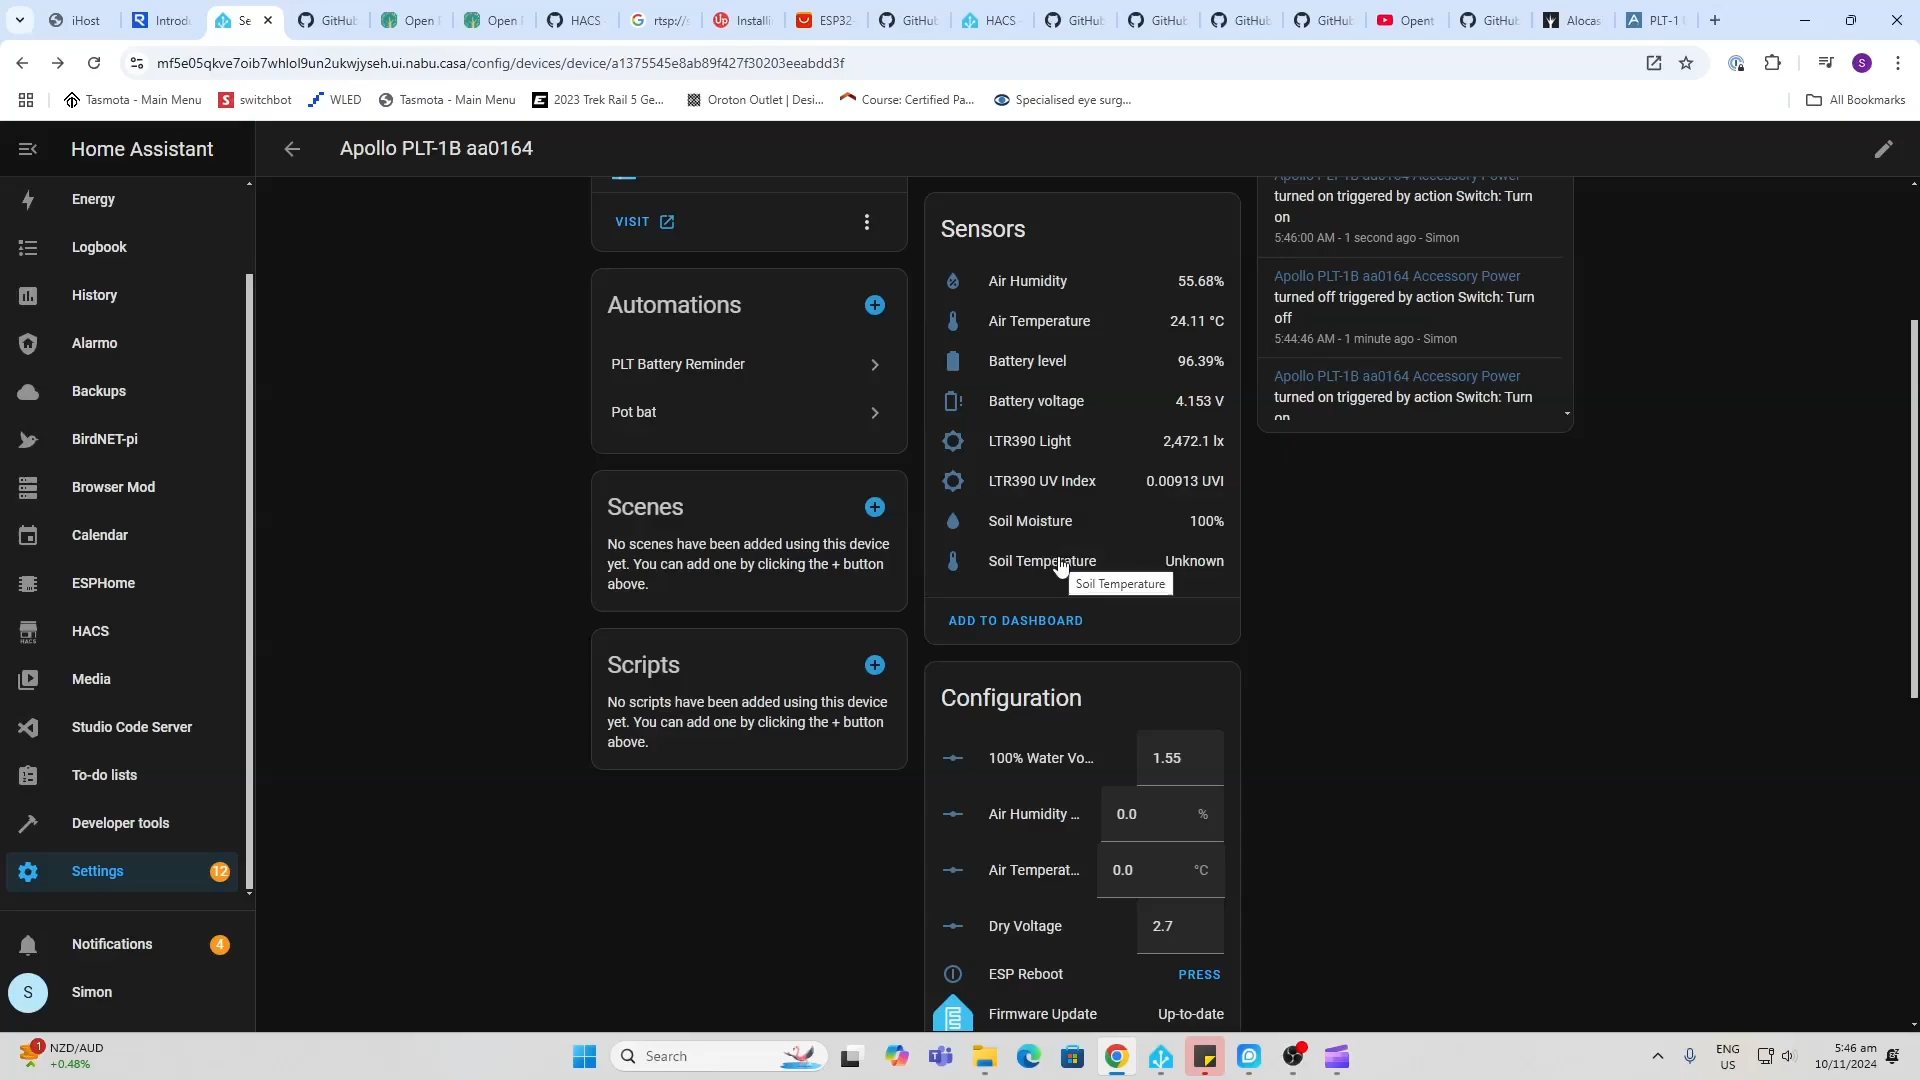 iHost
Introdu
Se
GitHub
Open
Open
HACS
rtsp://s
Installi
ESP32-
GitHub
HACS
GitHub
GitHub
GitHub
GitHub
Opent
GitHub
Alocas
PLT-1
mf5e05qkve7oib7whlol9un2ukwjyseh.ui.nabu.casa/config/devices/device/a1375545e8ab89f427f30203eeabdd3f
S
Tasmota - Main Menu
switchbot
WLED
Tasmota - Main Menu
2023 Trek Rail 5 Ge...
Oroton Outlet | Desi...
Course: Certified Pa...
Specialised eye surg...
All Bookmarks
Home Assistant
Apollo PLT-1B aa0164
Energy
Logbook
History
Alarmo
Backups
BirdNET-pi
Browser Mod
Calendar
ESPHome
HACS
Media
Studio Code Server
To-do lists
Developer tools
Settings
12
Notifications
4
S
Simon
VISIT
Automations
PLT Battery Reminder
Pot bat
Scenes
No scenes have been added using this device
yet. You can add one by clicking the + button
above.
Scripts
No scripts have been added using this device
yet. You can add one by clicking the + button
above.
Sensors
Air Humidity 55.68%
Air Temperature 24.11 °C
Battery level 96.39%
Battery voltage 4.153 V
LTR390 Light 2,472.1 lx
LTR390 UV Index 0.00913 UVI
Soil Moisture 100%
Soil Temperature Unknown
Soil Temperature
ADD TO DASHBOARD
Configuration
100% Water Vo... 1.55
Air Humidity ... 0.0 %
Air Temperat... 0.0 °C
Dry Voltage 2.7
ESP Reboot PRESS
Firmware Update Up-to-date
Apollo PLT-1B aa0164 Accessory Power
turned on triggered by action Switch: Turn
on
5:46:00 AM - 1 second ago - Simon
Apollo PLT-1B aa0164 Accessory Power
turned off triggered by action Switch: Turn
off
5:44:46 AM - 1 minute ago - Simon
Apollo PLT-1B aa0164 Accessory Power
turned on triggered by action Switch: Turn
on
1
NZD/AUD
+0.48%
Search
ENG
US
5:46 am
10/11/2024